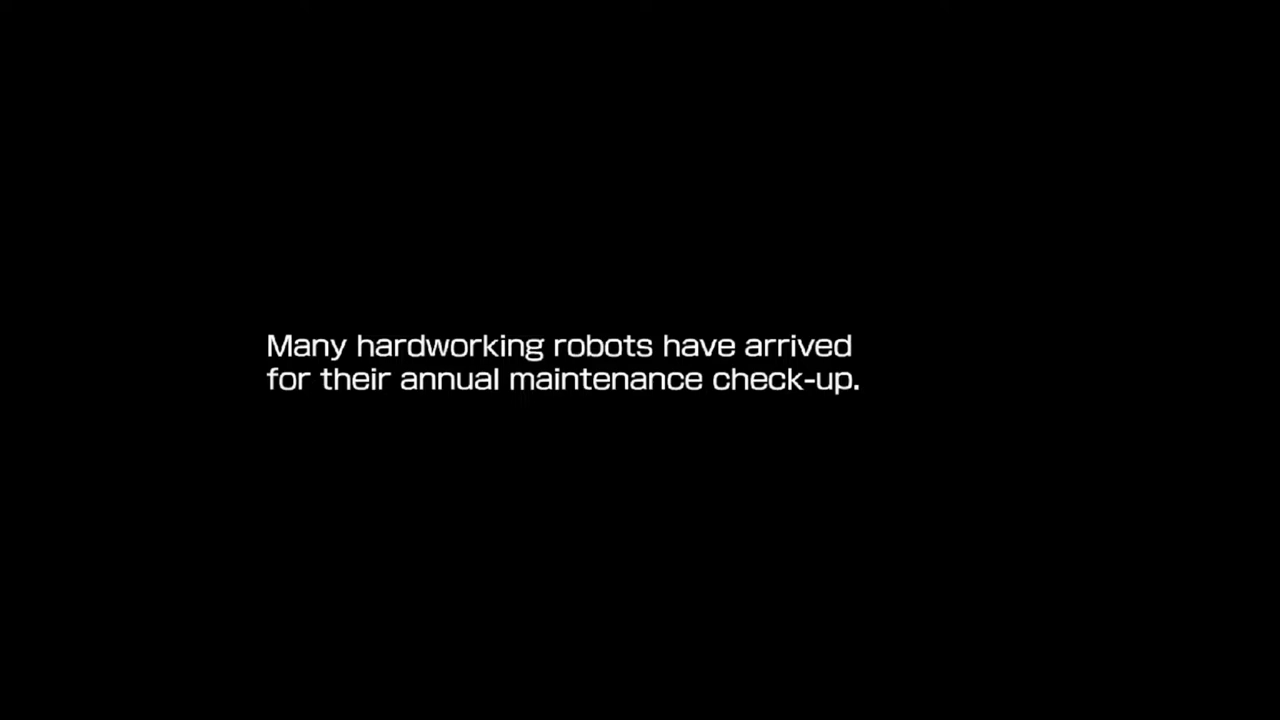 Many hardworking robots have arrived
for their annual maintenance check-up.